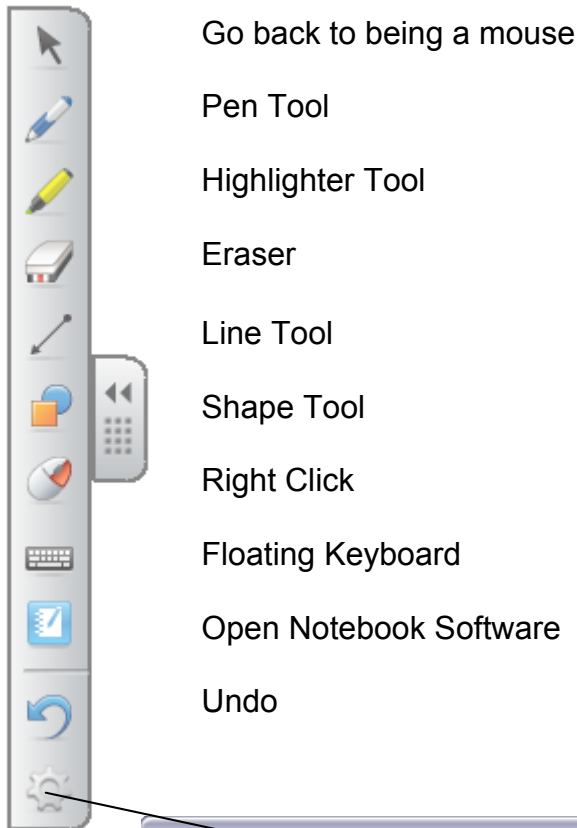 Go back to being a mouse
Pen Tool
Highlighter Tool
Eraser
Line Tool
Shape Tool
Right Click
Floating Keyboard
Open Notebook Software
Undo